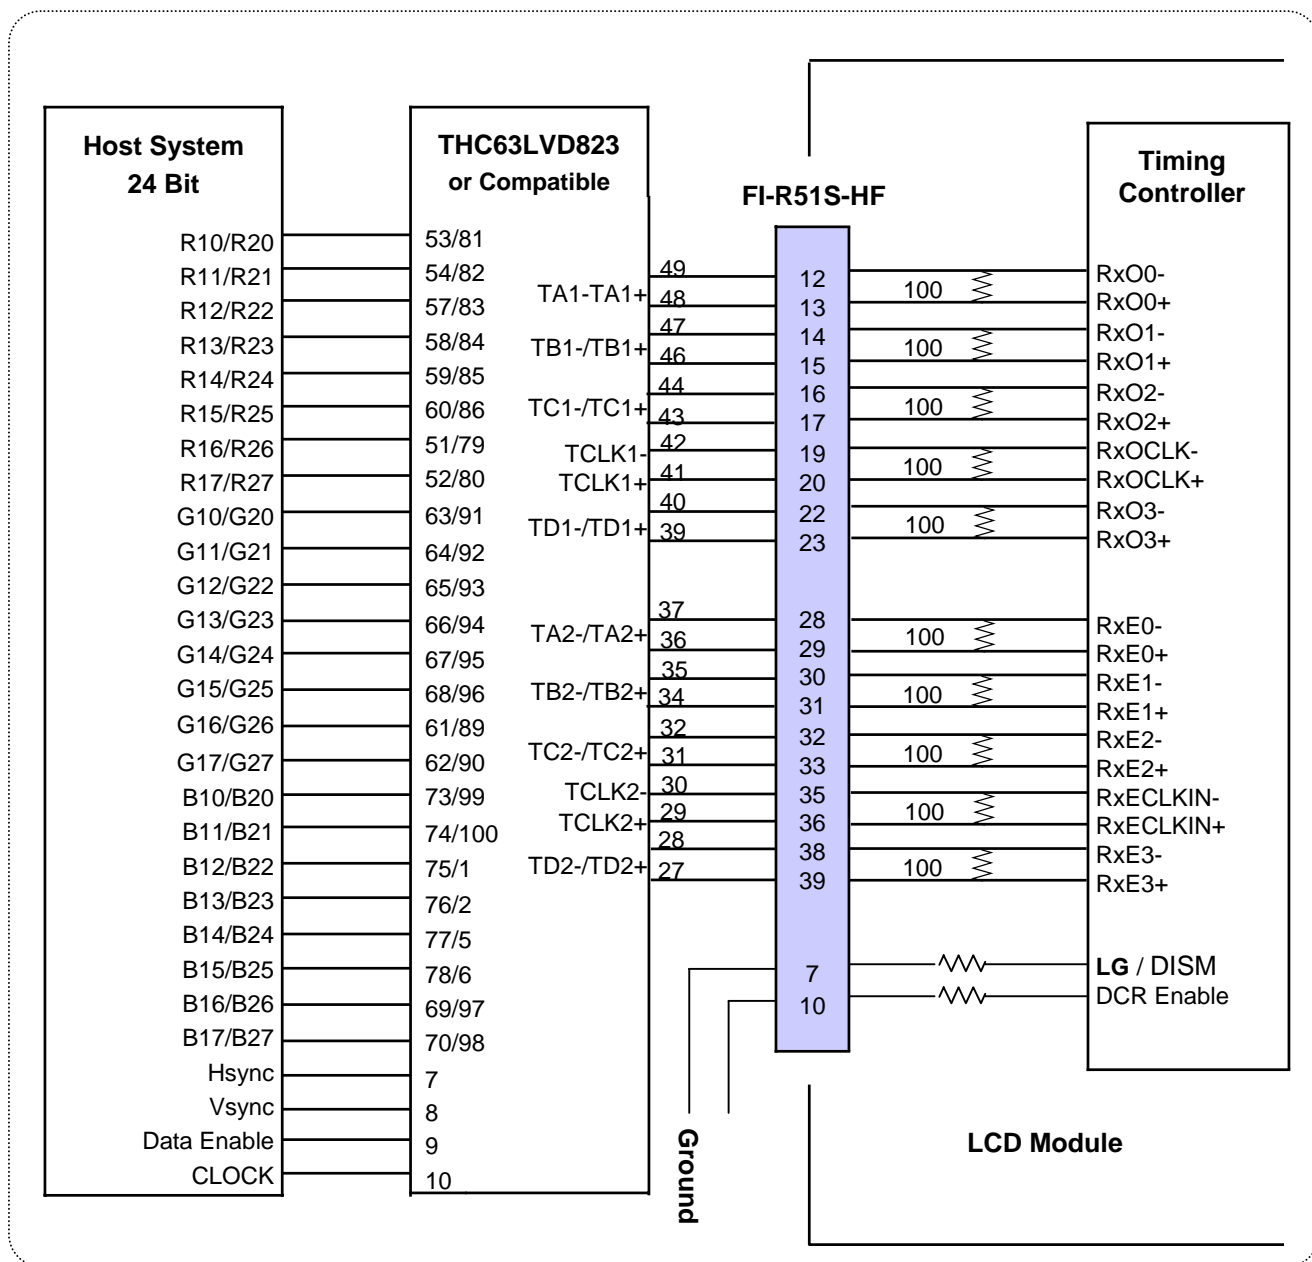 Host System
24 Bit
R10/R20
R11/R21
R12/R22
R13/R23
R14/R24
R15/R25
R16/R26
R17/R27
G10/G20
G11/G21
G12/G22
G13/G23
G14/G24
G15/G25
G16/G26
G17/G27
B10/B20
B11/B21
B12/B22
B13/B23
B14/B24
B15/B25
B16/B26
B17/B27
Hsync
Vsync
Data Enable
CLOCK
THC63LVD823
or Compatible
53/81
54/82
57/83
58/84
59/85
60/86
51/79
52/80
63/91
64/92
65/93
66/94
67/95
68/96
61/89
62/90
73/99
74/100
75/1
76/2
77/5
78/6
69/97
70/98
7
8
9
10
TA1-TA1+
TB1-/TB1+
TC1-/TC1+
TCLK1-
TCLK1+
TD1-/TD1+
TA2-/TA2+
TB2-/TB2+
TC2-/TC2+
TCLK2-
TCLK2+
TD2-/TD2+
49
48
47
46
44
43
42
41
40
39
37
36
35
34
32
31
30
29
28
27
Ground
FI-R51S-HF
12
13
14
15
16
17
19
20
22
23
28
29
30
31
32
33
35
36
38
39
7
10
100
100
100
100
100
100
100
100
100
100
Timing
Controller
RxO0-
RxO0+
RxO1-
RxO1+
RxO2-
RxO2+
RxOCLK-
RxOCLK+
RxO3-
RxO3+
RxE0-
RxE0+
RxE1-
RxE1+
RxE2-
RxE2+
RxECLKIN-
RxECLKIN+
RxE3-
RxE3+
LG / DISM
DCR Enable
LCD Module